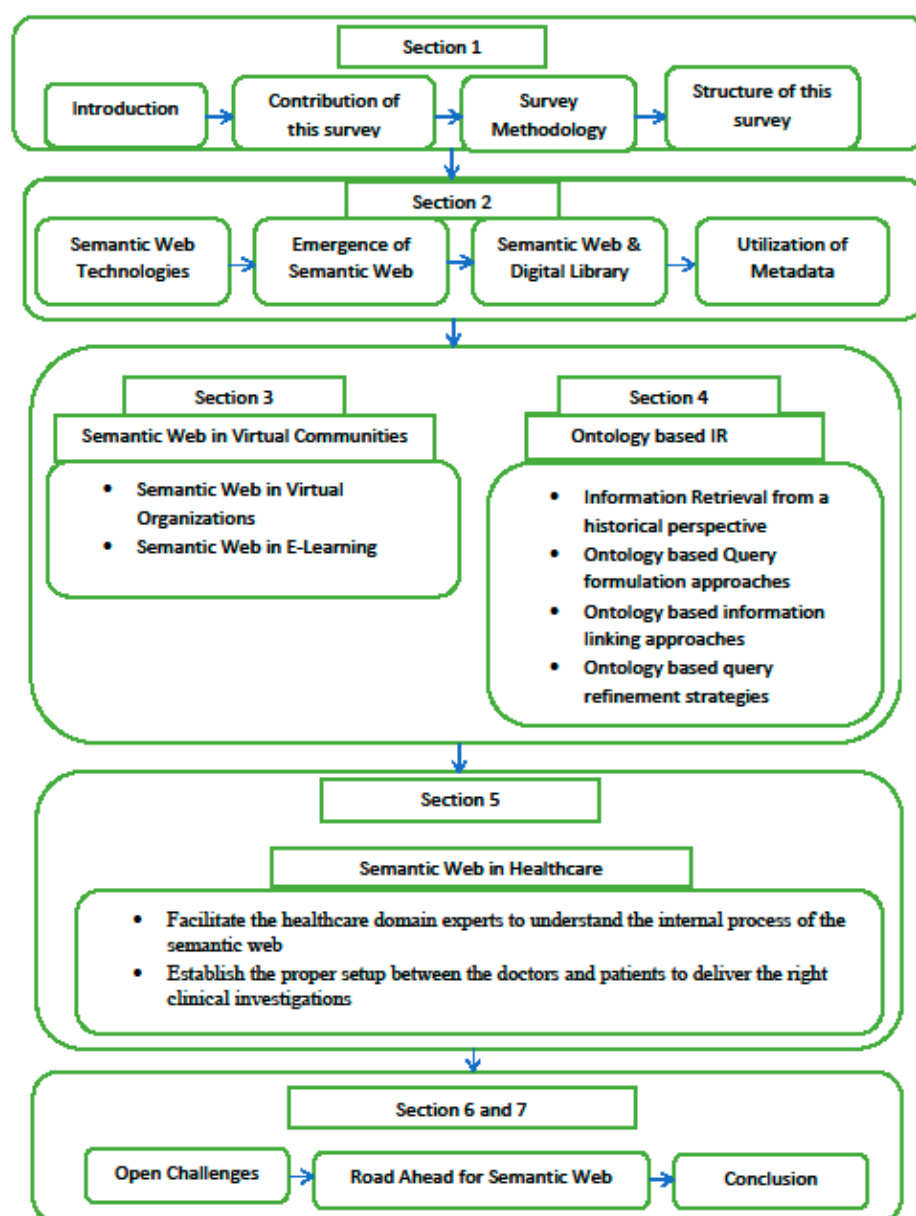 Section 1
Introduction
Contribution of
this survey
Survey
Methodology
Structure of this
survey
Section 2
Semantic Web
Technologies
Emergence of
Semantic Web
Semantic Web &
Digital Library
Utilization of
Metadada
Section 3
Semantic Web in Virtual Communities
• Semantic Web in Virtual
Organizations
• Semantic Web in E-Learning
Section 4
Ontology based IR
• Information Retrieval from a
historical perspective
• Ontology based Query
formulation approaches
• Ontology based information
linking approaches
• Ontology based query
refinement strategies
Section 5
Semantic Web in Healthcare
• Facilitate the healthcare domain experts to understand the internal process of the
semantic web
• Establish the proper setup between the doctors and patients to deliver the right
clinical investigations
Section 6 and 7
Open Challenges
Road Ahead for Semantic Web
Conclusion